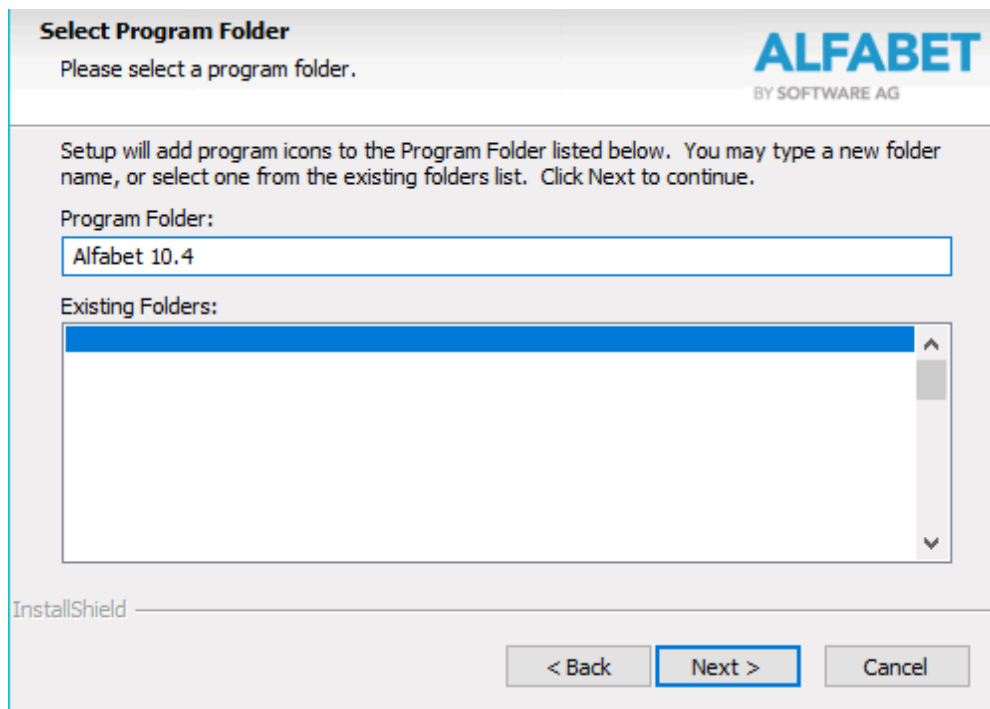 Select Program Folder
Please select a program folder.
ALFABET
BY SOFTWARE AG
Setup will add program icons to the Program Folder listed below.  You may type a new folder
name, or select one from the existing folders list.  Click Next to continue.
Program Folder:
Alfabet 10.4
Existing Folders:
InstallShield
< Back
Next >
Cancel